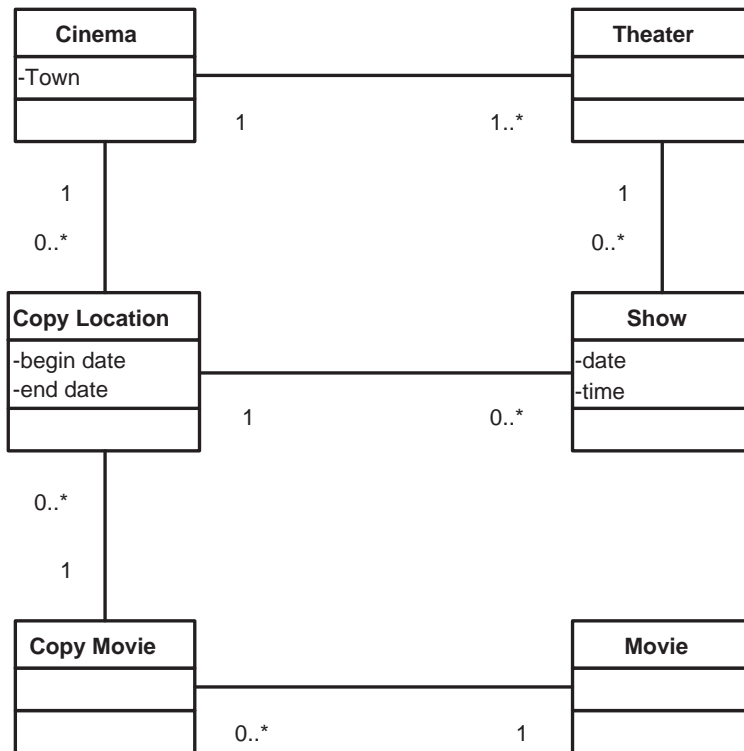 Cinema
-Town
Theater
1
1..*
1
0..*
1
0..*
Copy Location
-begin date
-end date
Show
-date
-time
1
0..*
0..*
1
Copy Movie
Movie
0..*
1